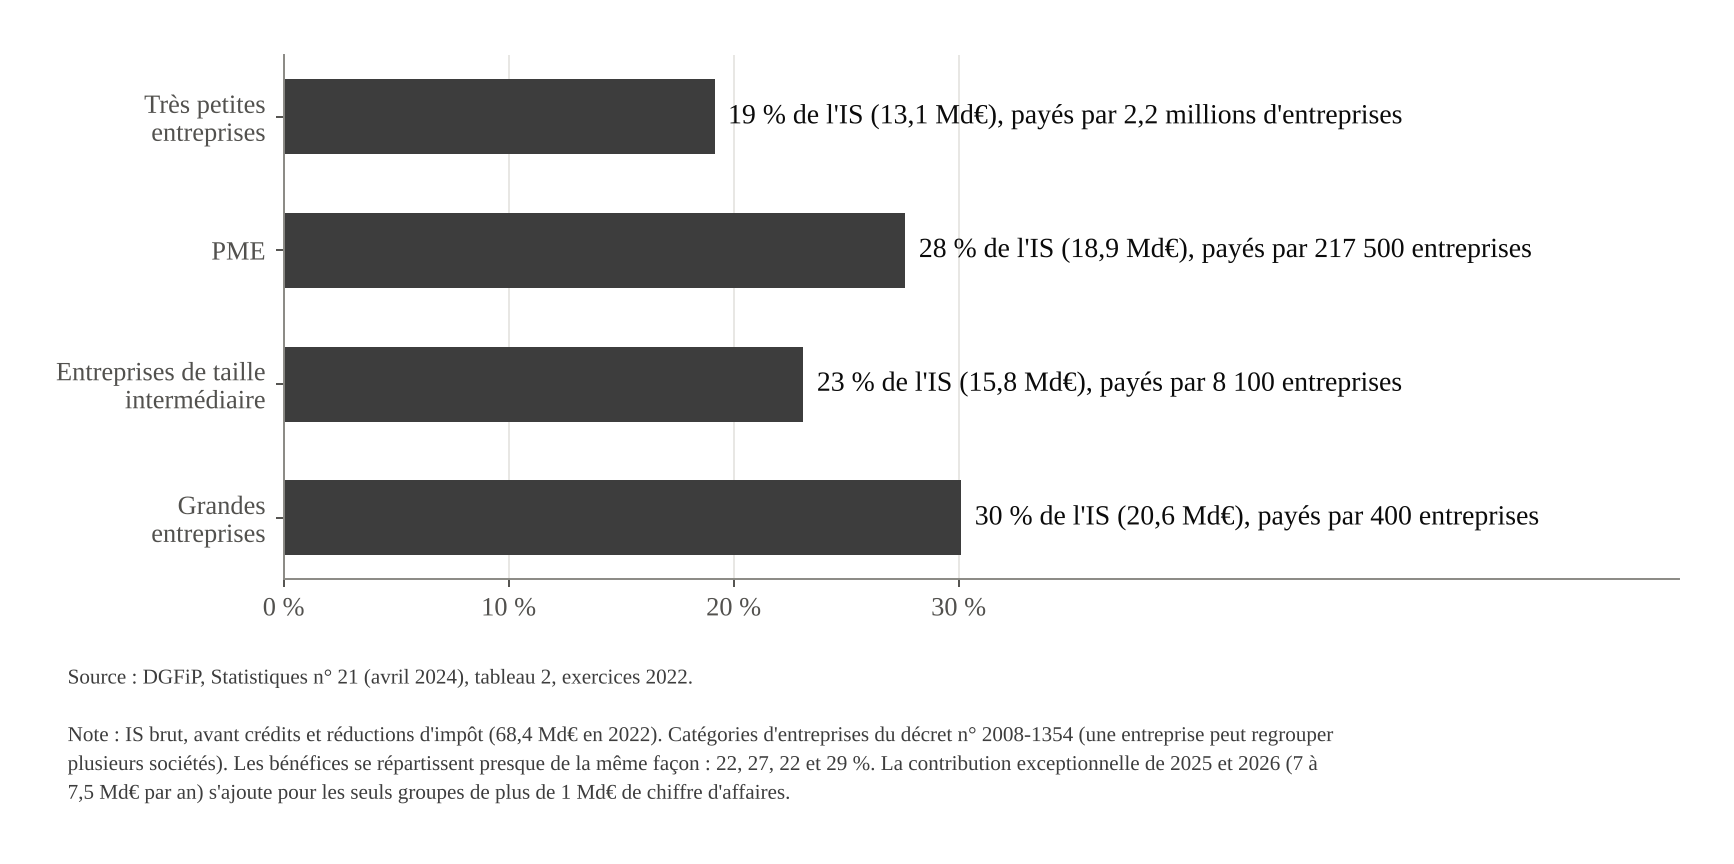 Très petites
entreprises
19 % de l'IS (13,1 Md€), payés par 2,2 millions d'entreprises
PME
28 % de l'IS (18,9 Md€), payés par 217 500 entreprises
Entreprises de taille
intermédiaire
23 % de l'IS (15,8 Md€), payés par 8 100 entreprises
Grandes
entreprises
30 % de l'IS (20,6 Md€), payés par 400 entreprises
0 % 10 % 20 % 30 %
Source : DGFiP, Statistiques n° 21 (avril 2024), tableau 2, exercices 2022.
Note : IS brut, avant crédits et réductions d'impôt (68,4 Md€ en 2022). Catégories d'entreprises du décret n° 2008-1354 (une entreprise peut regrouper
plusieurs sociétés). Les bénéfices se répartissent presque de la même façon : 22, 27, 22 et 29 %. La contribution exceptionnelle de 2025 et 2026 (7 à
7,5 Md€ par an) s'ajoute pour les seuls groupes de plus de 1 Md€ de chiffre d'affaires.